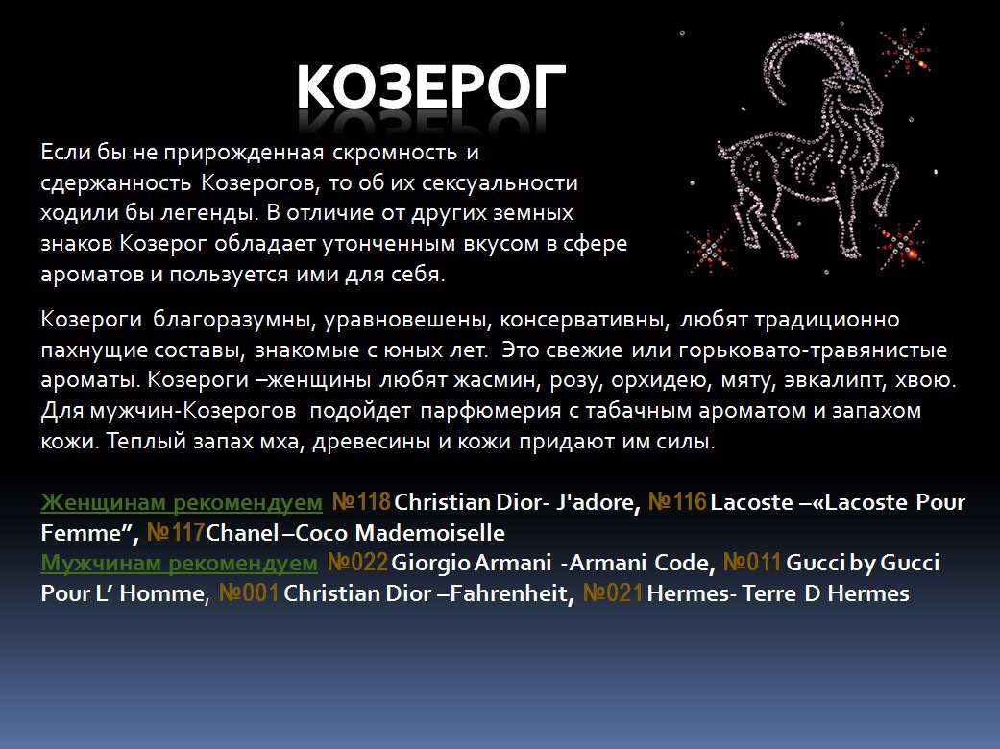 КОЗЕРОГ
Если бы не прирожденная скромность и
сдержанность Козерогов, то об их сексуальности
ходили бы легенды. В отличие от других земных
знаков Козерог обладает утонченным вкусом в сфере
ароматов и пользуется ими для себя.
Козероги благоразумны, уравновешены, консервативны, любят традиционно
пахнущие составы, знакомые с юных лет. Это свежие или горьковато-травянистые
ароматы. Козероги –женщины любят жасмин, розу, орхидею, мяту, эвкалипт, хвою.
Для мужчин-Козерогов подойдет парфюмерия с табачным ароматом и запахом
кожи. Теплый запах мха, древесины и кожи придают им силы.
Женщинам рекомендуем №118 Christian Dior- J'adore, №116 Lacoste –«Lacoste Pour
Femme”, №117Chanel –Coco Mademoiselle
Мужчинам рекомендуем №022 Giorgio Armani -Armani Code, №011 Gucci by Gucci
Pour L’ Homme, №001 Christian Dior –Fahrenheit, №021 Hermes- Terre D Hermes